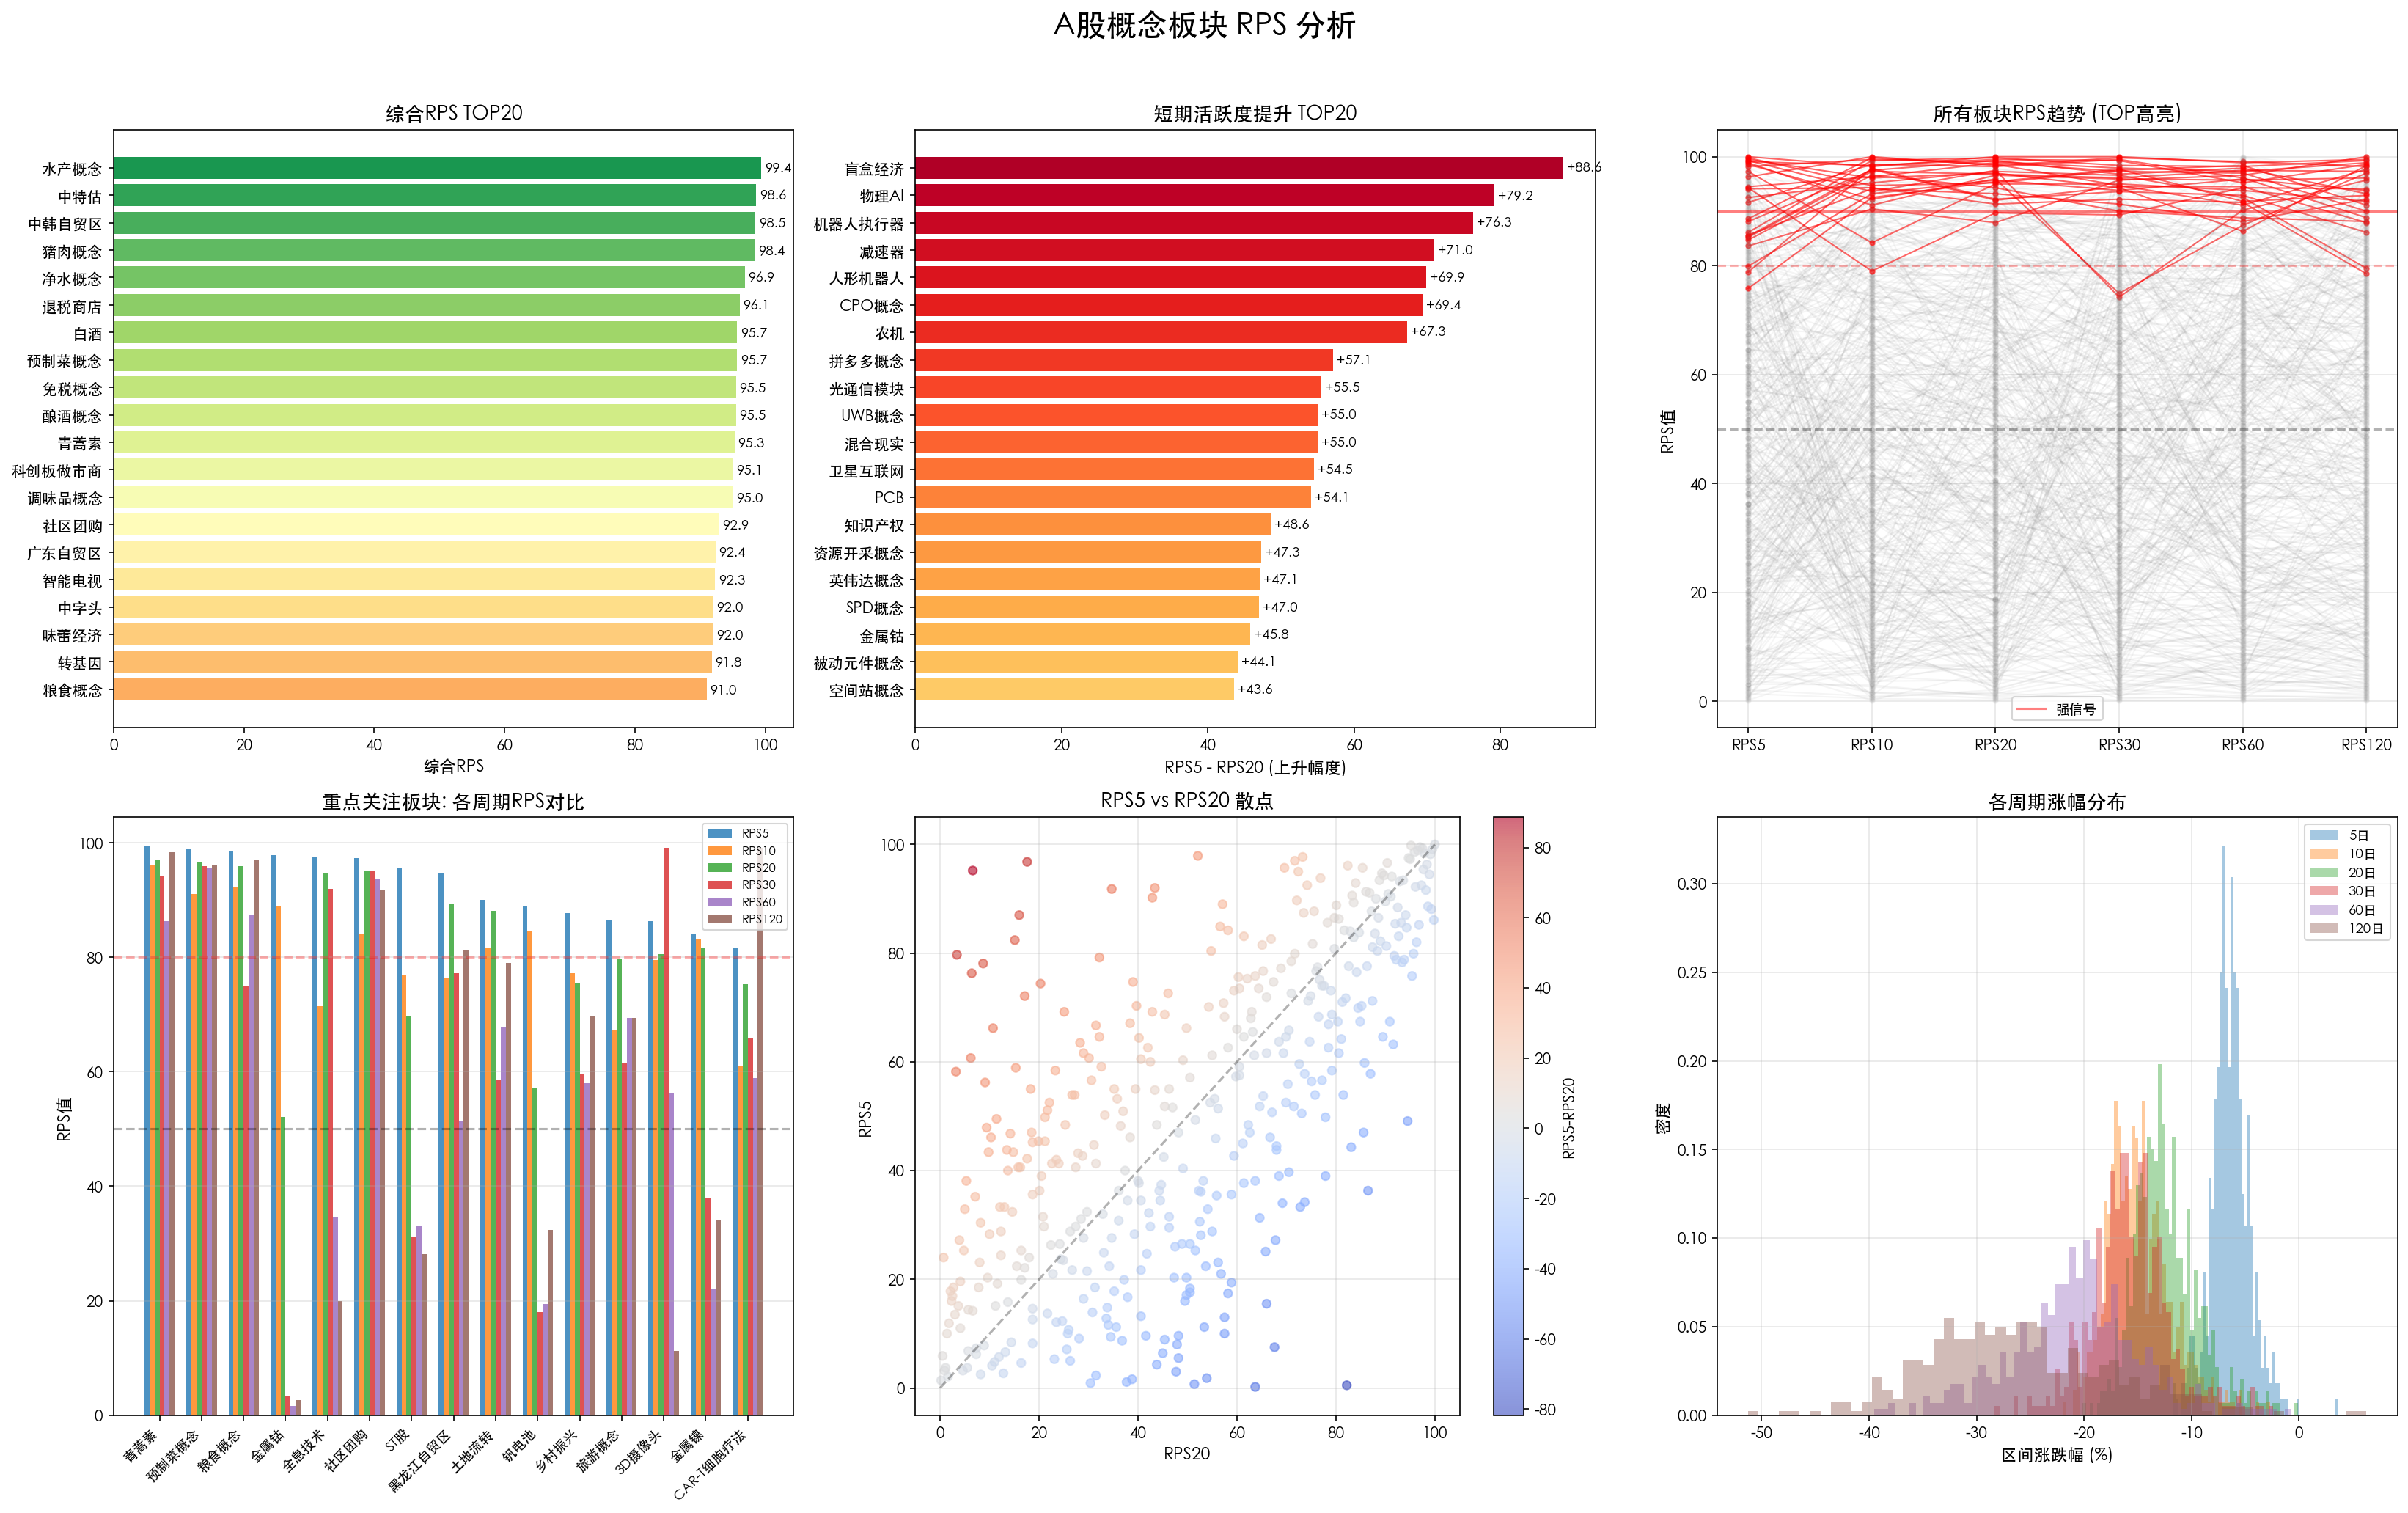 A股概念板块 RPS 分析
综合RPS TOP20
水产概念 99.4
中特估 98.6
中韩自贸区 98.5
猪肉概念 98.4
净水概念 96.9
退税商店 96.1
白酒 95.7
预制菜概念 95.7
免税概念 95.5
酿酒概念 95.5
青蒿素 95.3
科创板做市商 95.1
调味品概念 95.0
社区团购 92.9
广东自贸区 92.4
智能电视 92.3
中字头 92.0
味蕾经济 92.0
转基因 91.8
粮食概念 91.0
0 20 40 60 80 100
综合RPS
短期活跃度提升 TOP20
盲盒经济 +88.6
物理AI +79.2
机器人执行器 +76.3
减速器 +71.0
人形机器人 +69.9
CPO概念 +69.4
农机 +67.3
拼多多概念 +57.1
光通信模块 +55.5
UWB概念 +55.0
混合现实 +55.0
卫星互联网 +54.5
PCB +54.1
知识产权 +48.6
资源开采概念 +47.3
英伟达概念 +47.1
SPD概念 +47.0
金属钴 +45.8
被动元件概念 +44.1
空间站概念 +43.6
0 20 40 60 80
RPS5 - RPS20 (上升幅度)
所有板块RPS趋势 (TOP高亮)
RPS值
100
80
60
40
20
0
强信号
RPS5 RPS10 RPS20 RPS30 RPS60 RPS120
重点关注板块: 各周期RPS对比
RPS值
100
80
60
40
20
0
RPS5
RPS10
RPS20
RPS30
RPS60
RPS120
青蒿素
预制菜概念
粮食概念
金属钴
全息技术
社区团购
ST股
黑龙江自贸区
土地流转
钒电池
乡村振兴
旅游概念
3D摄像头
金属镍
CAR-T细胞疗法
RPS5 vs RPS20 散点
RPS5
100
80
60
40
20
0
0 20 40 60 80 100
RPS20
80
60
40
20
0
-20
-40
-60
-80
RPS5-RPS20
各周期涨幅分布
密度
0.30
0.25
0.20
0.15
0.10
0.05
0.00
5日
10日
20日
30日
60日
120日
-50 -40 -30 -20 -10 0
区间涨跌幅 (%)